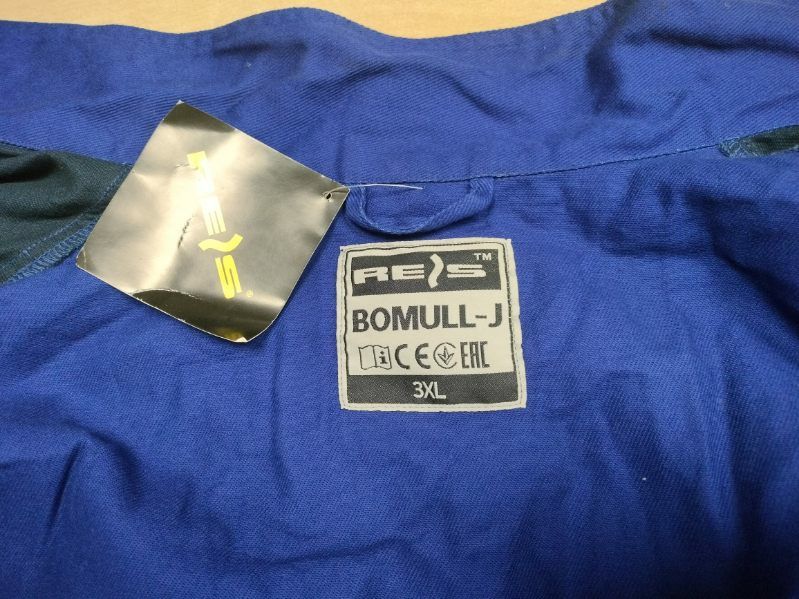 REIS®
REIS™
BOMULL-J
i CE EAC
3XL